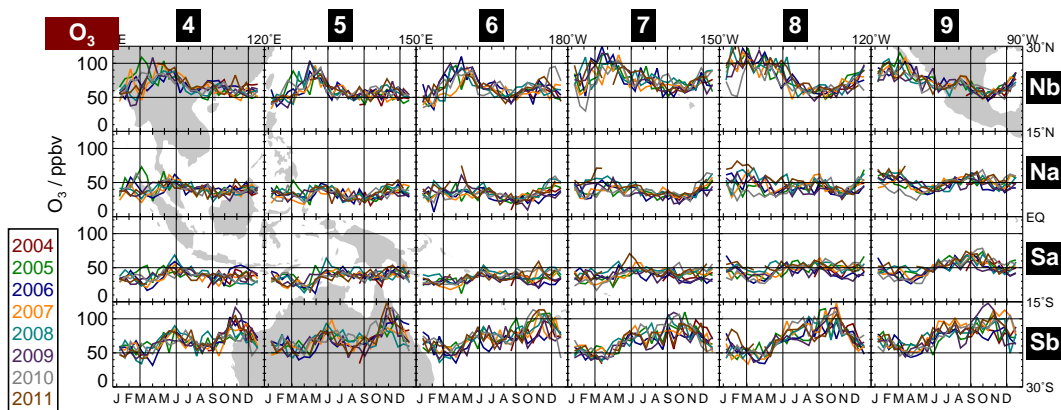 O₃ 4 5 6 7 8 9
°E 120°E 150°E 180°W 150°W 120°W 90°W
30°N
100
50
0
Nb
15°N
100
50
0
Na
EQ
100
50
0
Sa
15°S
100
50
Sb
30°S
O₃ / ppbv
2004
2005
2006
2007
2008
2009
2010
2011
J F M A M J J A S O N D J F M A M J J A S O N D J F M A M J J A S O N D J F M A M J J A S O N D J F M A M J J A S O N D J F M A M J J A S O N D